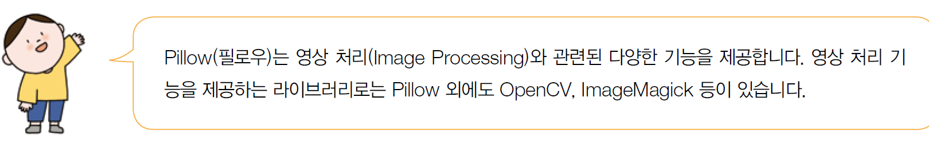 Pillow(필로우)는 영상 처리(Image Processing)와 관련된 다양한 기능을 제공합니다. 영상 처리 기
능을 제공하는 라이브러리로는 Pillow 외에도 OpenCV, ImageMagick 등이 있습니다.